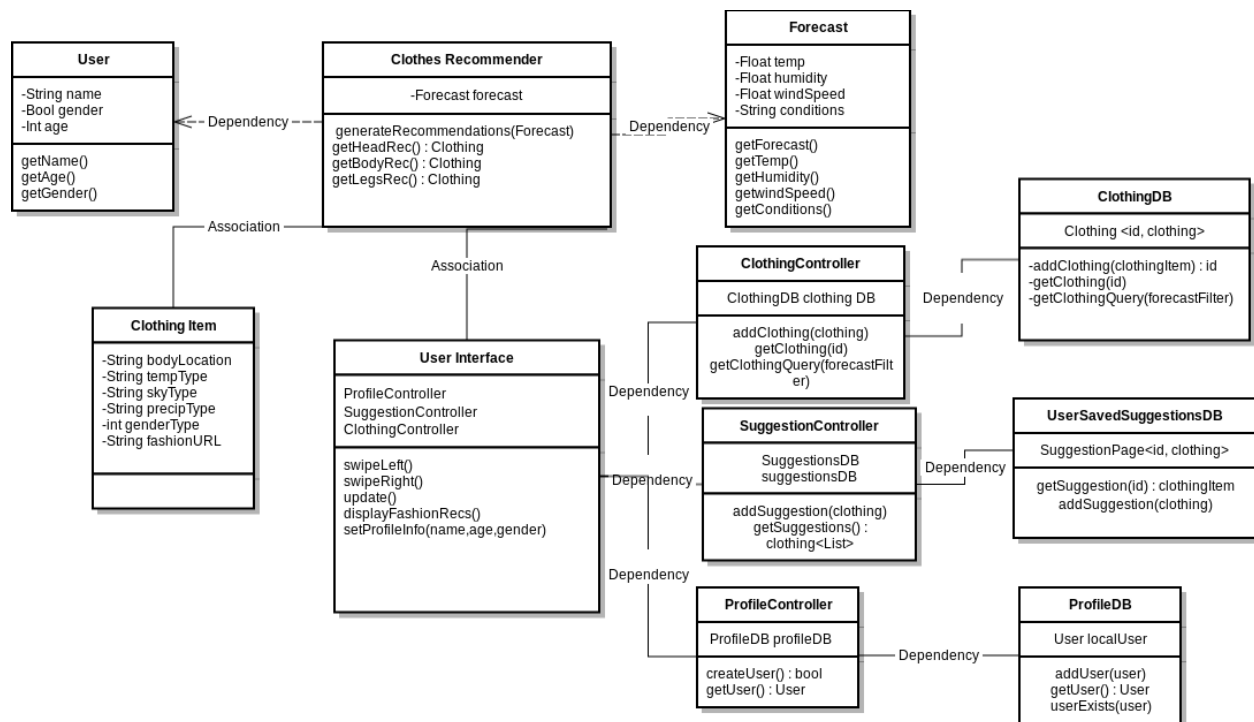 User
-String name
-Bool gender
-Int age
getName()
getAge()
getGender()
Dependency
Clothes Recommender
-Forecast forecast
generateRecommendations(Forecast)
getHeadRec() : Clothing
getBodyRec() : Clothing
getLegsRec() : Clothing
Dependency
Forecast
-Float temp
-Float humidity
-Float windSpeed
-String conditions
getForecast()
getTemp()
getHumidity()
getwindSpeed()
getConditions()
Association
Association
Clothing Item
-String bodyLocation
-String tempType
-String skyType
-String precipType
-int genderType
-String fashionURL
User Interface
ProfileController
SuggestionController
ClothingController
swipeLeft()
swipeRight()
update()
displayFashionRecs()
setProfileInfo(name,age,gender)
Dependency
Dependency
Dependency
ClothingController
ClothingDB clothing DB
addClothing(clothing)
getClothing(id)
getClothingQuery(forecastFilt
er)
Dependency
ClothingDB
Clothing <id, clothing>
-addClothing(clothingItem) : id
-getClothing(id)
-getClothingQuery(forecastFilter)
SuggestionController
SuggestionsDB
suggestionsDB
addSuggestion(clothing)
getSuggestions() :
clothing<List>
Dependency
UserSavedSuggestionsDB
SuggestionPage<id, clothing>
getSuggestion(id) : clothingItem
addSuggestion(clothing)
ProfileController
ProfileDB profileDB
createUser() : bool
getUser() : User
Dependency
ProfileDB
User localUser
addUser(user)
getUser() : User
userExists(user)